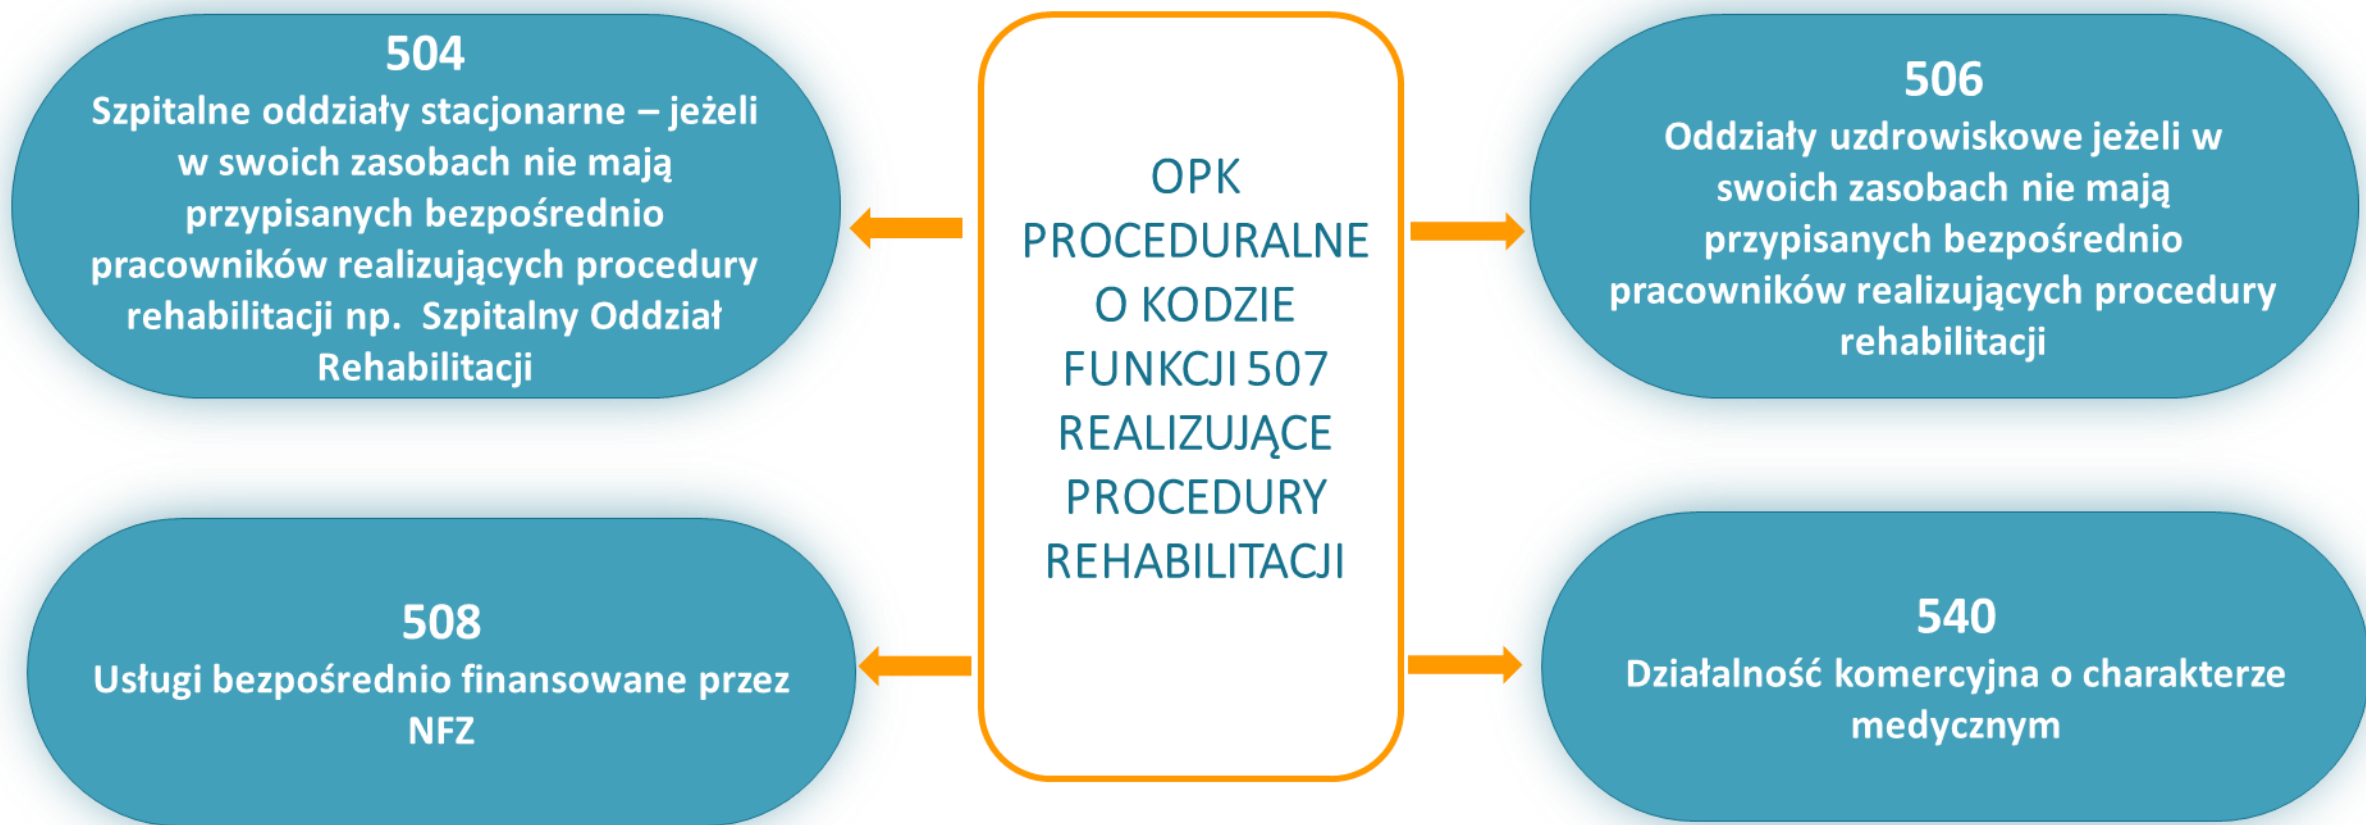 504
Szpitalne oddziały stacjonarne – jeżeli
w swoich zasobach nie mają
przypisanych bezpośrednio
pracowników realizujących procedury
rehabilitacji np. Szpitalny Oddział
Rehabilitacji
OPK
PROCEDURALNE
O KODZIE
FUNKCJI 507
REALIZUJĄCE
PROCEDURY
REHABILITACJI
506
Oddziały uzdrowiskowe jeżeli w
swoich zasobach nie mają
przypisanych bezpośrednio
pracowników realizujących procedury
rehabilitacji
508
Usługi bezpośrednio finansowane przez
NFZ
540
Działalność komercyjna o charakterze
medycznym